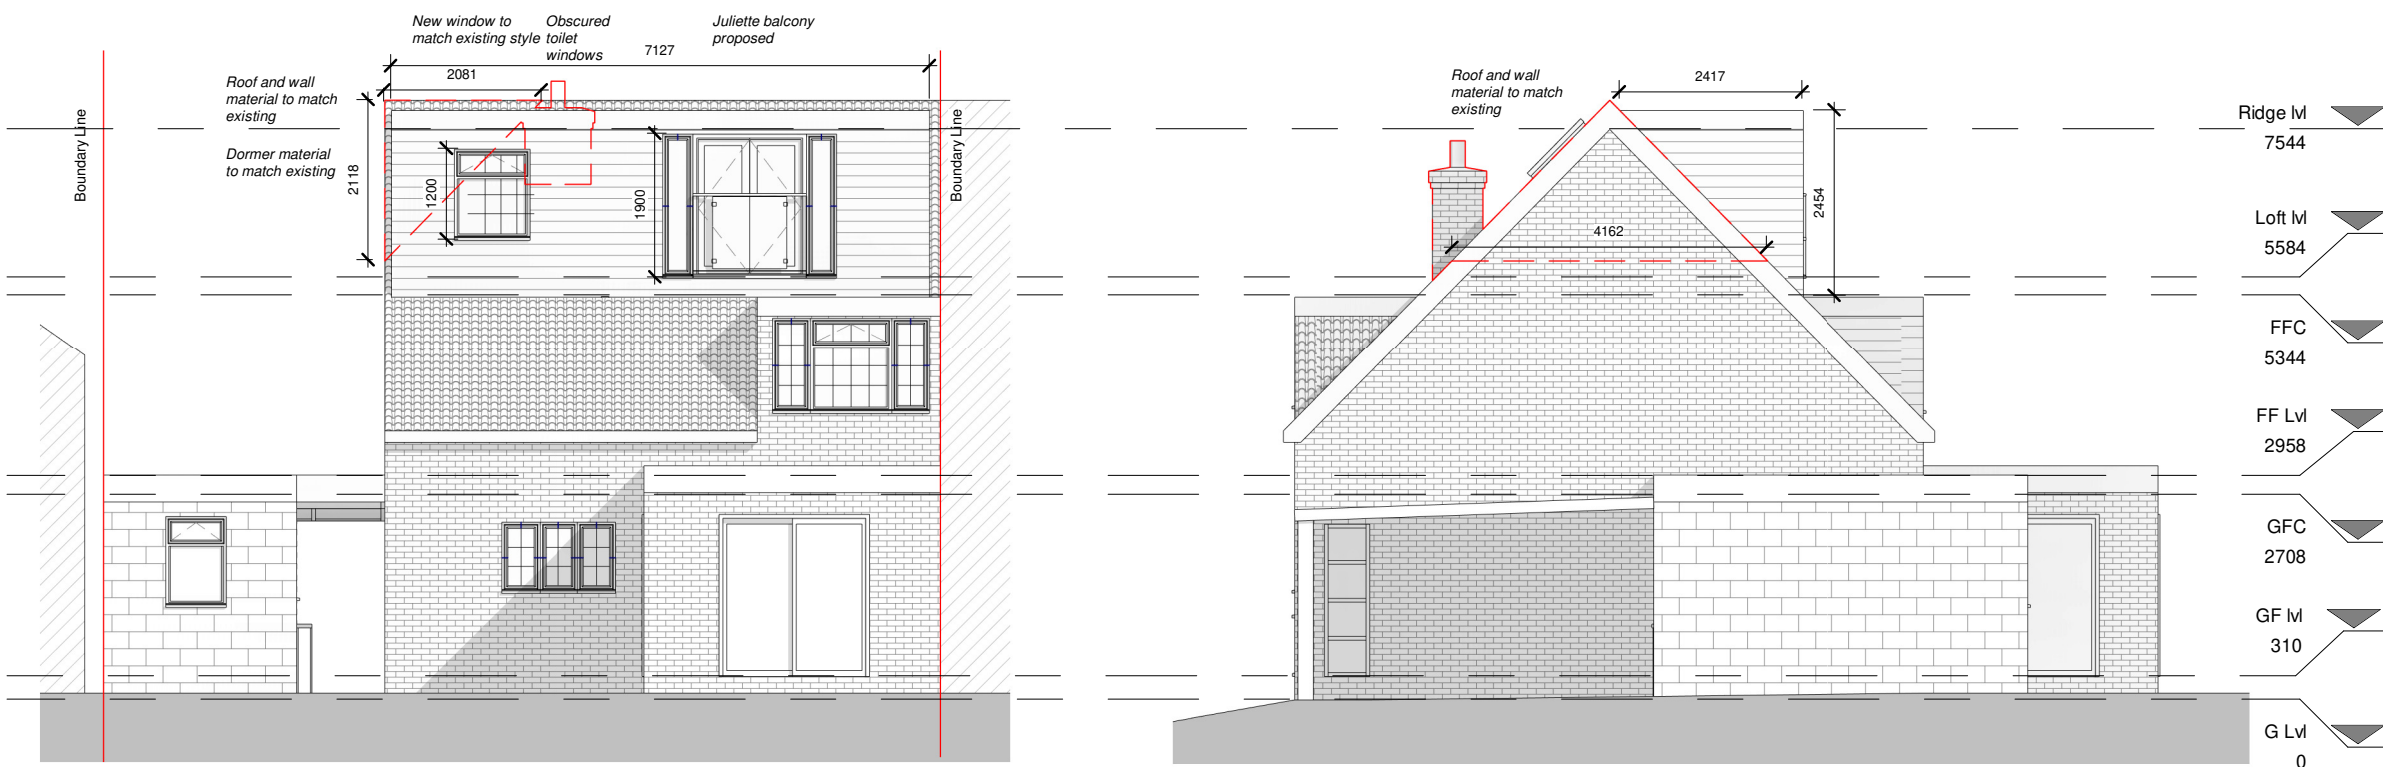 New window to
match existing style
Obscured
toilet
windows
Juliette balcony
proposed
7127
2081
Roof and wall
material to match
existing
Dormer material
to match existing
Boundary Line
2118
1200
1900
Boundary Line
Roof and wall
material to match
existing
2417
2454
4162
Ridge lvl
7544
Loft lvl
5584
FFC
5344
FF Lvl
2958
GFC
2708
GF lvl
310
G Lvl
0